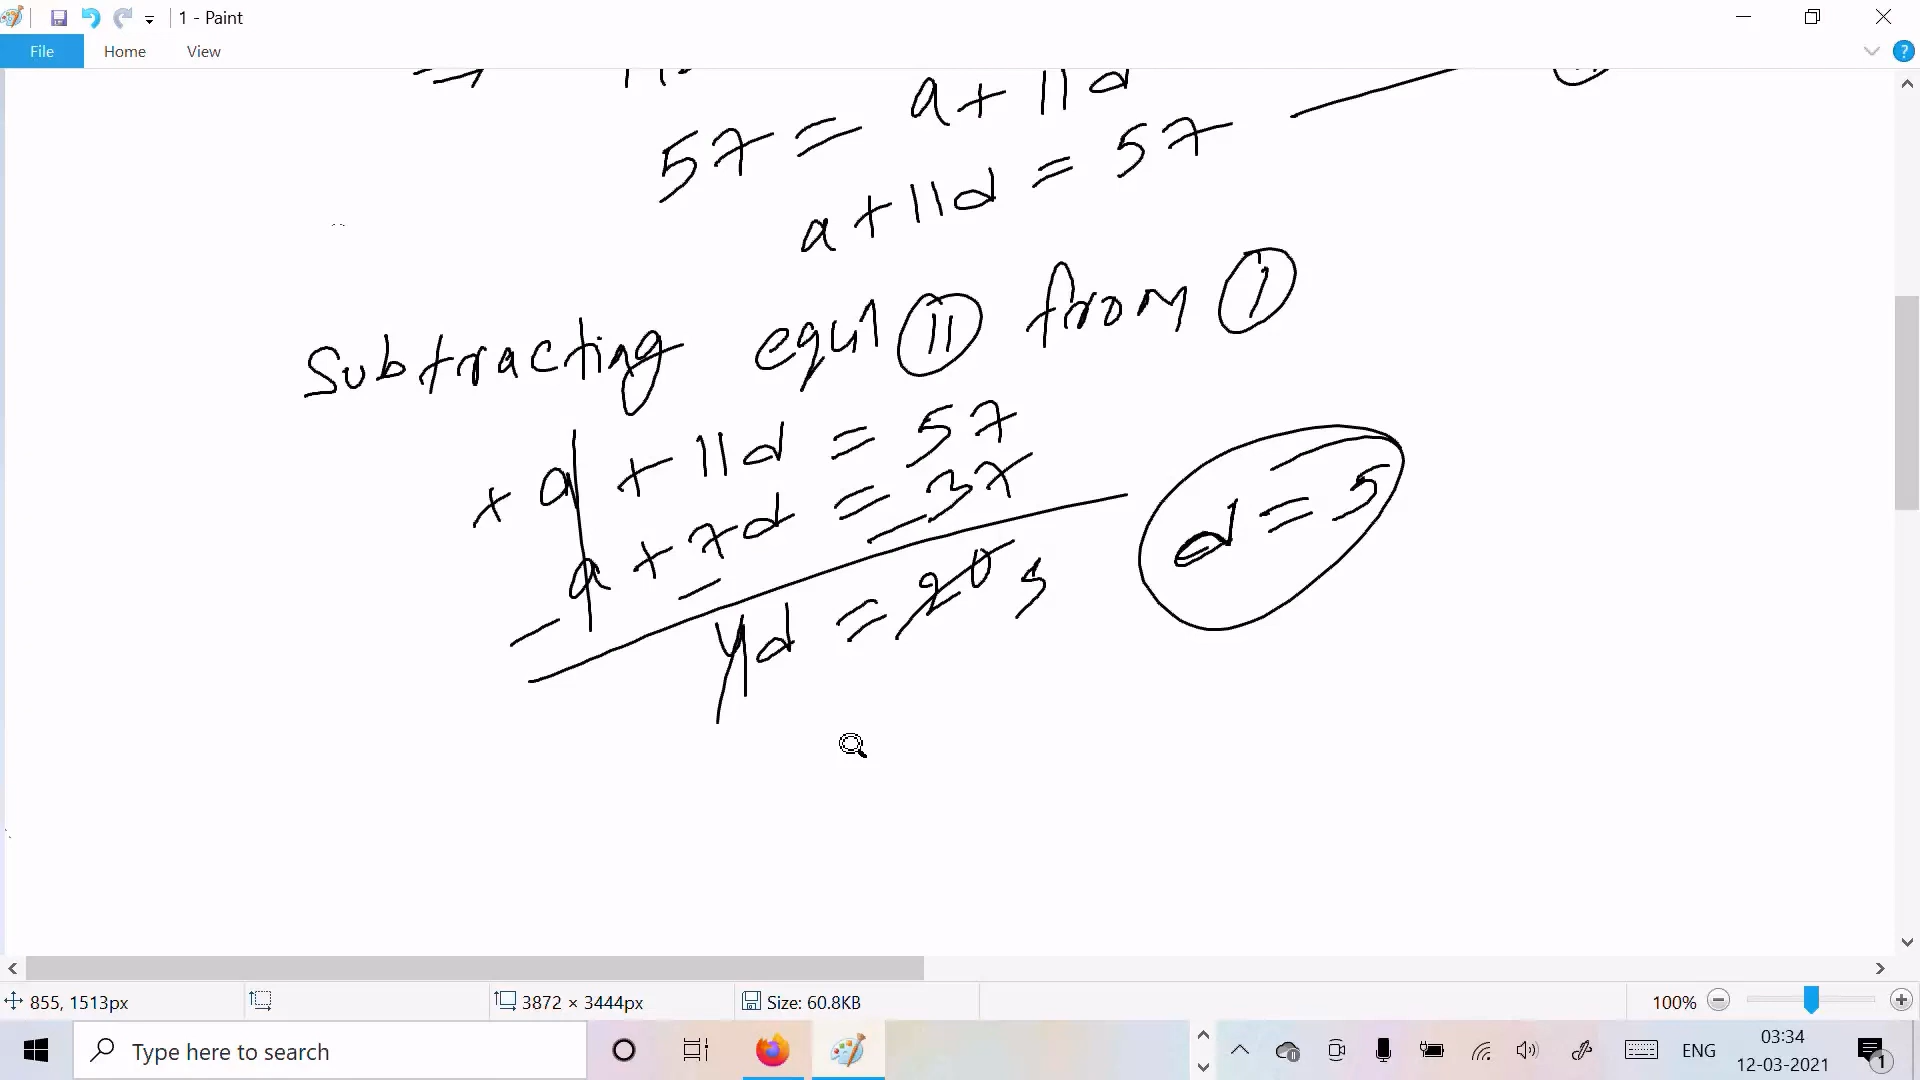 1 - Paint
File Home View
57 = a + 11d
a + 11d = 57
Subtracting equn (ii) from (i)
+ a + 11d = 57
a + 7d = 37
4d = 20 5
d = 5
855, 1513px
3872 × 3444px
Size: 60.8KB
100%
Type here to search
ENG
03:34
12-03-2021
1